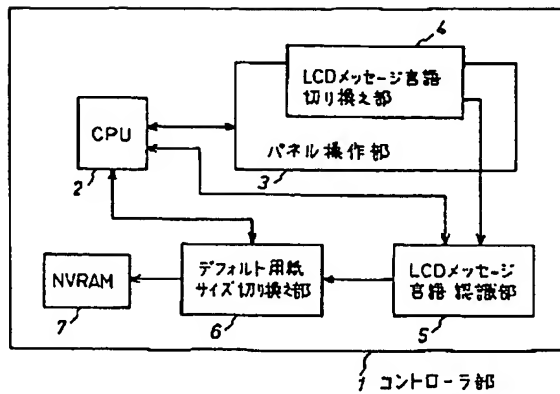 4
LCDメッセージ言語
切り換え部
CPU
パネル操作部
2
3
NVRAM
デフォルト用紙
サイズ切り換え部
LCDメッセージ
言語認識部
7
6
5
1 コントローラ部